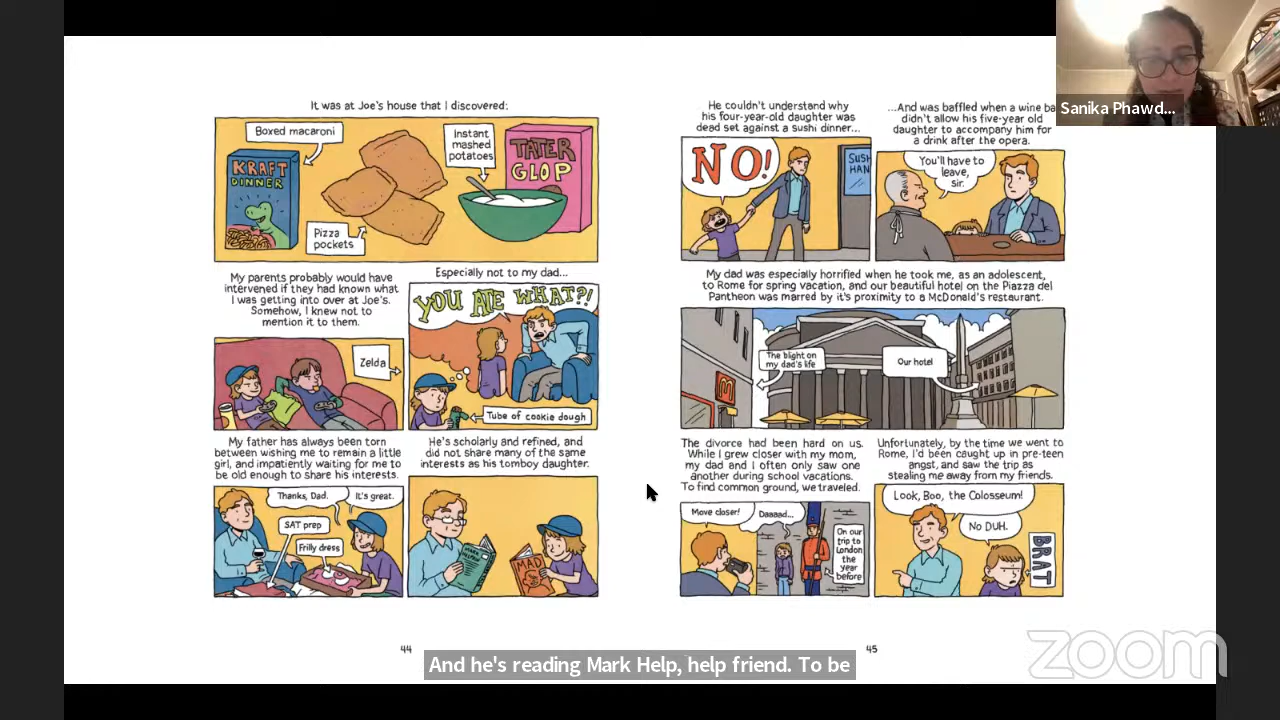 It was at Joe's house that I discovered:
Boxed macaroni
KRAFT
DINNER
Pizza
pockets
Instant
mashed
potatoes
TATER
GLOP
My parents probably would have
intervened if they had known what
I was getting into over at Joe's.
Somehow, I knew not to
mention it to them.
Zelda
Especially not to my dad...
YOU ATE WHAT?!
Tube of cookie dough
My father has always been torn
between wishing me to remain a little
girl, and impatiently waiting for me to
be old enough to share his interests.
Thanks, Dad.
It's great.
SAT prep
Frilly dress
He's scholarly and refined, and
did not share many of the same
interests as his tomboy daughter.
MAD
44
He couldn't understand why
his four-year-old daughter was
dead set against a sushi dinner...
NO!
SUSH
HAN
...And was baffled when a wine ba
didn't allow his five-year old
daughter to accompany him for
a drink after the opera.
You'll have to
leave,
sir.
My dad was especially horrified when he took me, as an adolescent,
to Rome for spring vacation, and our beautiful hotel on the Piazza del
Pantheon was marred by it's proximity to a McDonald's restaurant.
The blight on
my dad's life
Our hotel
The divorce had been hard on us.
While I grew closer with my mom,
my dad and I often only saw one
another during school vacations.
To find common ground, we traveled.
Move closer!
Daaaad...
On our
trip to
London
the
year
before
Unfortunately, by the time we went to
Rome, I'd been caught up in pre-teen
angst, and saw the trip as
stealing me away from my friends.
Look, Boo, the Colosseum!
No DUH.
BRAT
45
Sanika Phawd...
And he's reading Mark Help, help friend. To be
zoom